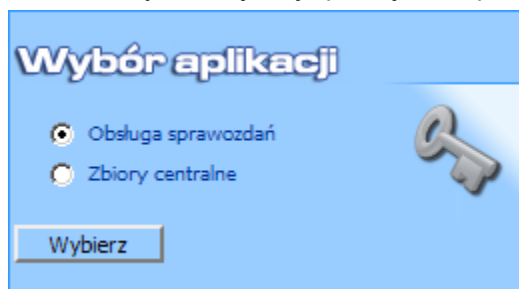 Wybór aplikacji
Obsługa sprawozdań
Zbiory centralne
Wybierz